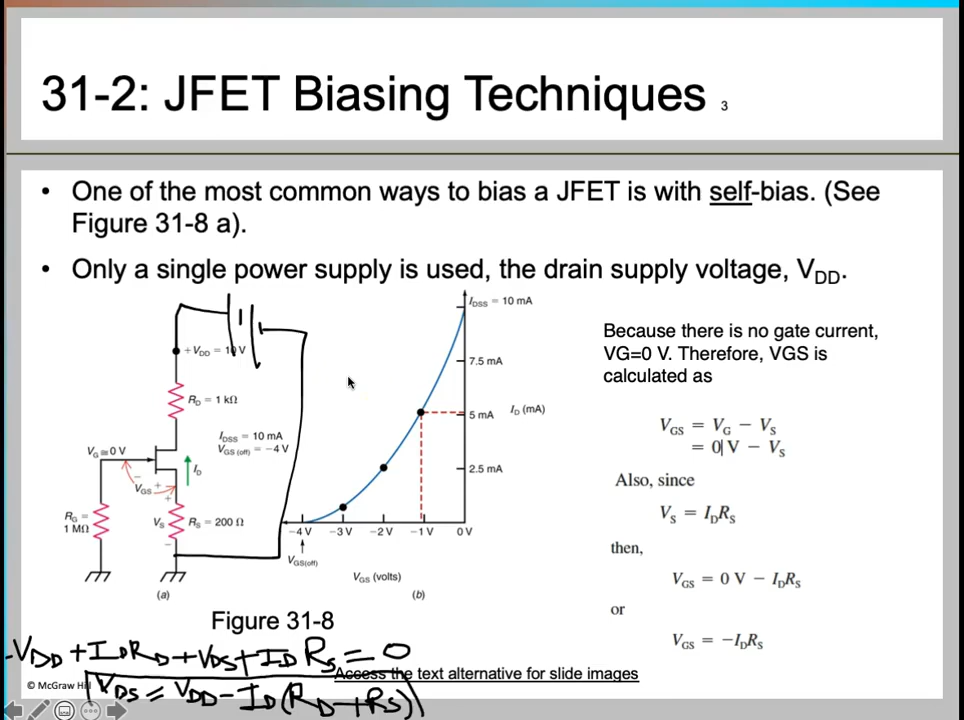 31-2: JFET Biasing Techniques 3
• One of the most common ways to bias a JFET is with self-bias. (See
Figure 31-8 a).
• Only a single power supply is used, the drain supply voltage, VDD.
+VDD = 10 V
RD = 1 kΩ
IDSS = 10 mA
VGS (off) = −4 V
VG ≅ 0 V
ID
VGS
RG =
1 MΩ
VS
RS = 200 Ω
(a)
IDSS = 10 mA
7.5 mA
5 mA
ID (mA)
2.5 mA
−4 V −3 V −2 V −1 V 0 V
VGS(off)
VGS (volts)
(b)
Figure 31-8
Because there is no gate current,
VG=0 V. Therefore, VGS is
calculated as
VGS = VG − VS
= 0 V − VS
Also, since
VS = IDRS
then,
VGS = 0 V − IDRS
or
VGS = −IDRS
-VDD + IDRD + VDS + ID RS = 0
VDS = VDD - ID (RD + RS)
Access the text alternative for slide images
© McGraw Hill